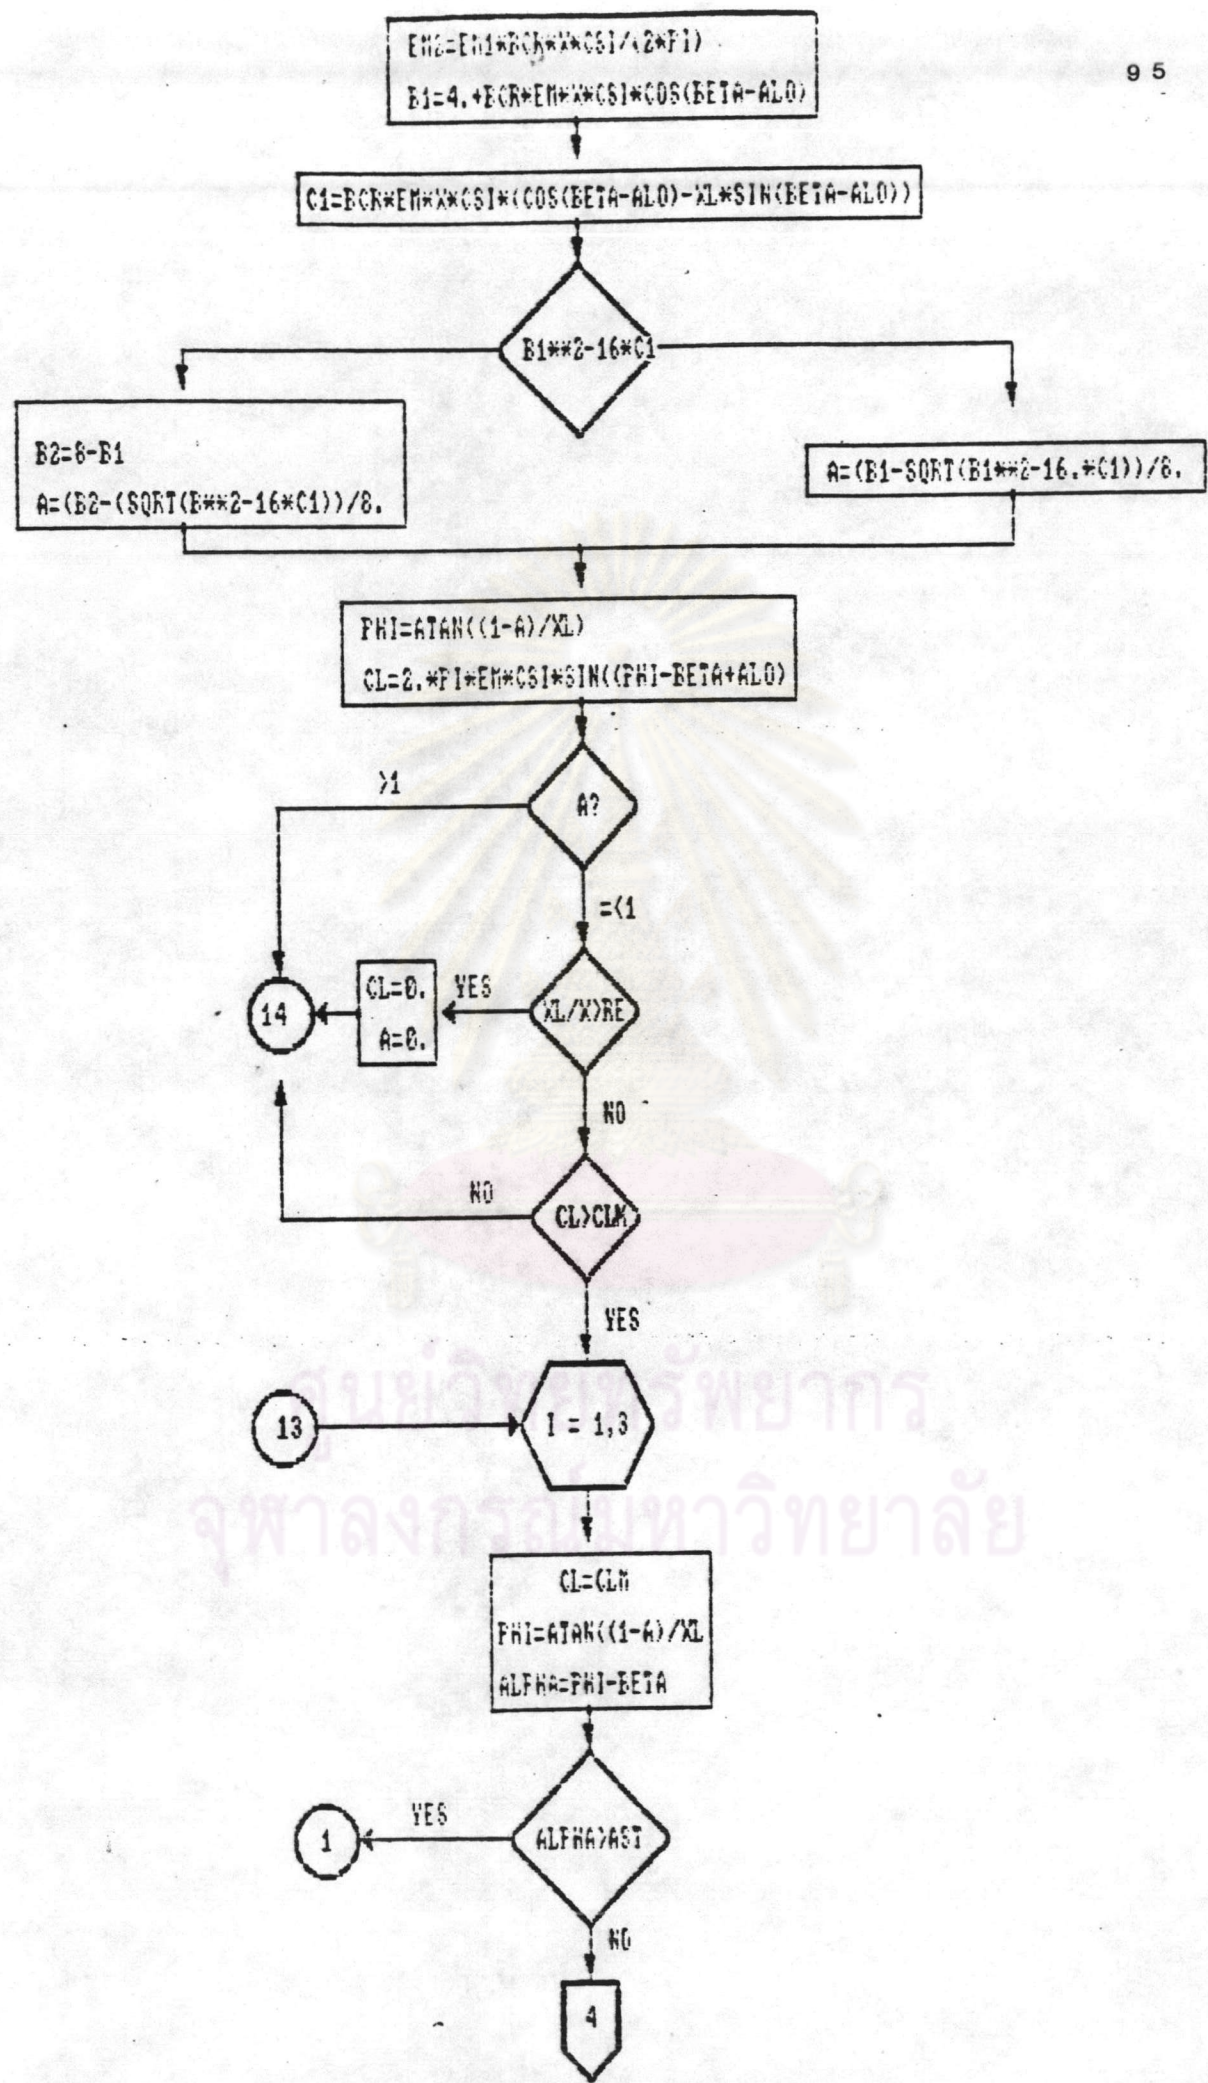 95
EM2=EM1*BCR*X*CSI/(2*PI)
B1=4.+BCR*EM*X*CSI*COS(BETA-ALO)
C1=BCR*EM*X*CSI*(COS(BETA-ALO)-XL*SIN(BETA-ALO))
B1**2-16*C1
B2=8-B1
A=(B2-(SQRT(B**2-16*C1))/8.
A=(B1-SQRT(B1**2-16.*C1))/8.
PHI=ATAN((1-A)/XL)
CL=2.*PI*EM*CSI*SIN((PHI-BETA+ALO)
>1
A?
=<1
14
CL=0.
A=0.
YES
XL/X>RE
NO
NO
CL>CLM
YES
13
I = 1,3
CL=CLM
PHI=ATAN((1-A)/XL
ALPHA=PHI-BETA
1
YES
ALPHA>AST
NO
4
ศูนย์วิทยทรัพยากร
จุฬาลงกรณ์มหาวิทยาลัย